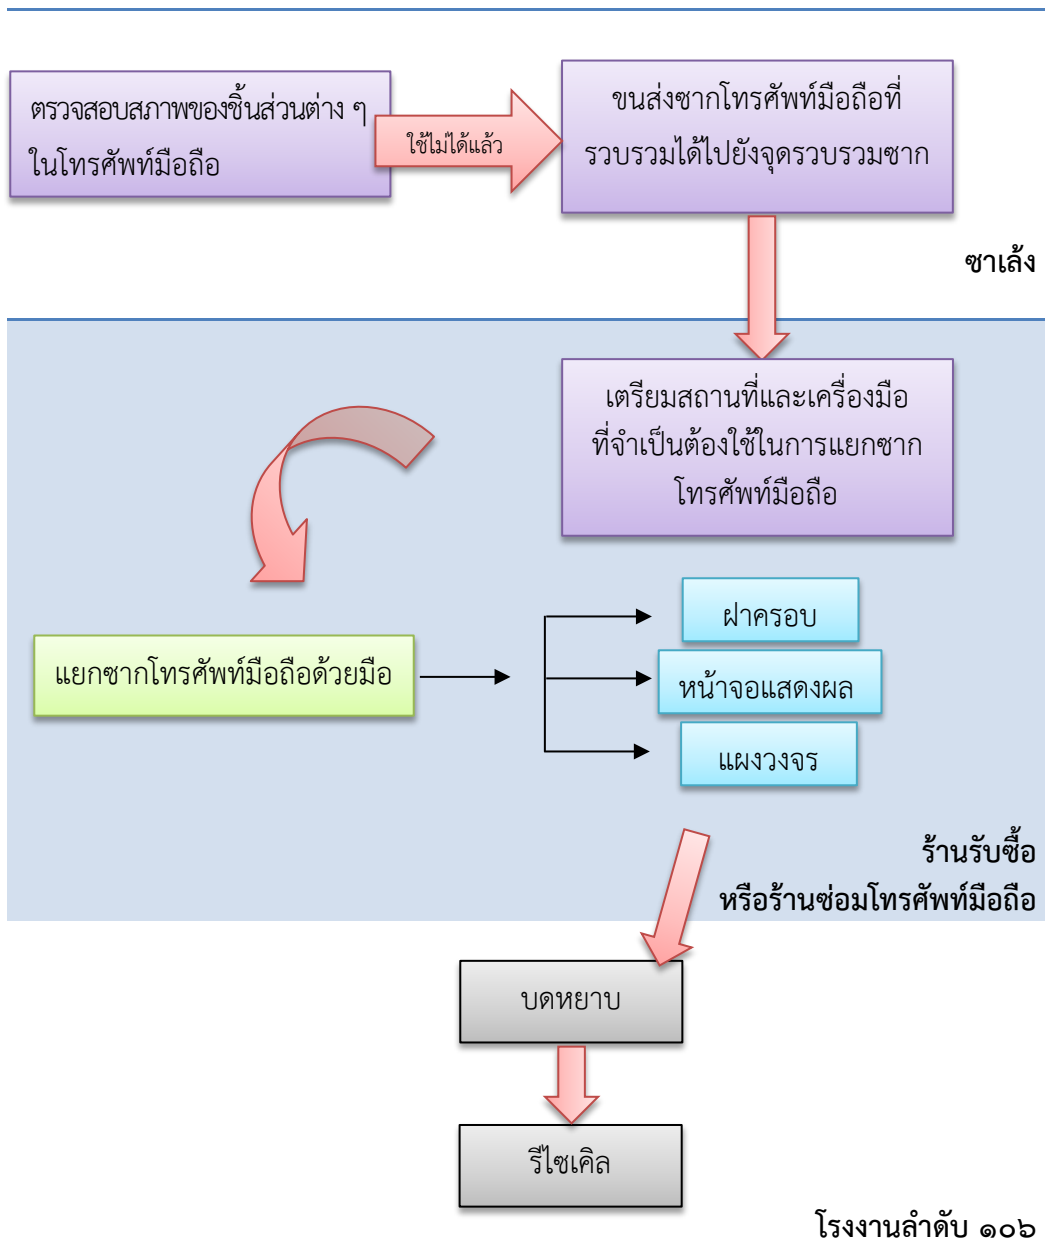 ตรวจสอบสภาพของชิ้นส่วนต่าง ๆ
ในโทรศัพท์มือถือ
ใช้ไม่ได้แล้ว
ขนส่งซากโทรศัพท์มือถือที่
รวบรวมได้ไปยังจุดรวบรวมซาก
ซาเล้ง
เตรียมสถานที่และเครื่องมือ
ที่จำเป็นต้องใช้ในการแยกซาก
โทรศัพท์มือถือ
แยกซากโทรศัพท์มือถือด้วยมือ
ฝาครอบ
หน้าจอแสดงผล
แผงวงจร
ร้านรับซื้อ
หรือร้านซ่อมโทรศัพท์มือถือ
บดหยาบ
รีไซเคิล
โรงงานลำดับ ๑๐๖